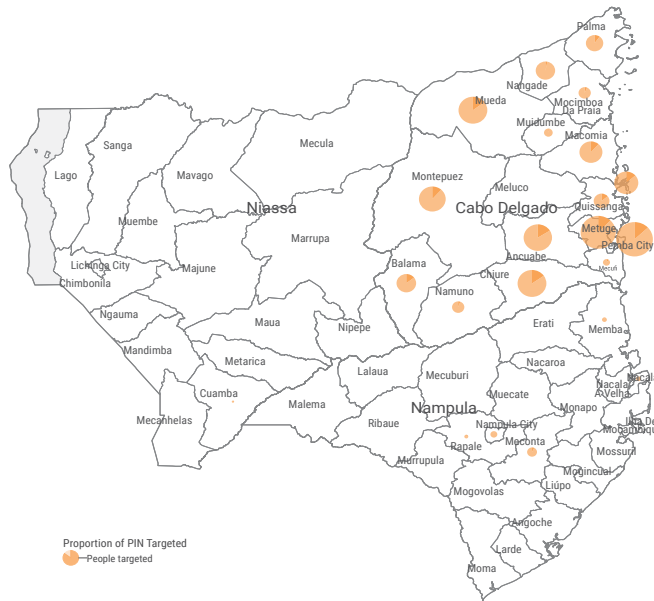 Palma
Nangade
Mueda
Mocimboa
Da Praia
Muidumbe
Macomia
Mecula
Sanga
Lago
Mavago
Montepuez
Meluco
Niassa
Cabo Delgado
Quissanga
Muembe
Metuge
Marrupa
Pemba City
Ancuabe
Lichinga City
Majune
Balama
Mecufi
Chimbonila
Chiure
Namuno
Ngauma
Maua
Nipepe
Erati
Memba
Mandimba
Metarica
Nacaroa
Lalaua
Mecuburi
Nacala
A Velha
Cuamba
Malema
Muecate
Nampula
Monapo
Mecanhelas
Ribaue
Nampula City
Meconta
Rapale
Mossuril
Murrupula
Mogincual
Mogovolas
Liúpo
Angoche
Larde
Moma
Proportion of PIN Targeted
People targeted